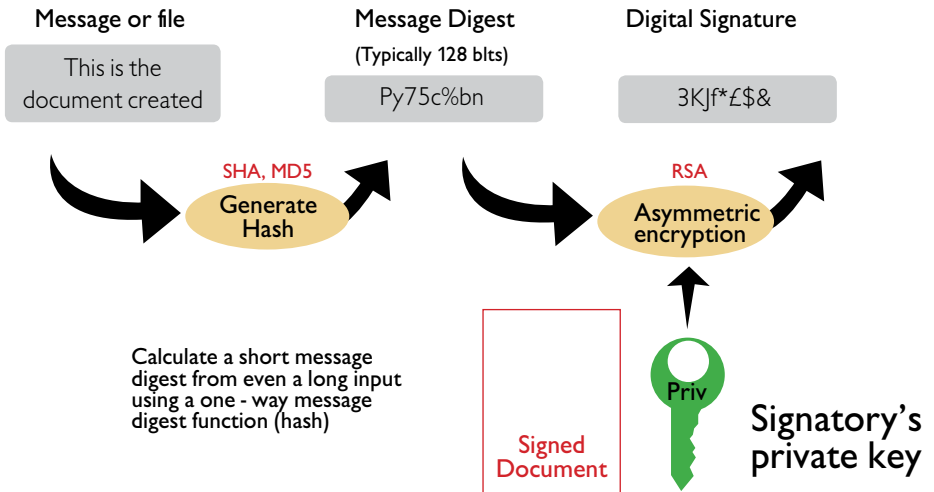 Message or file
Message Digest
Digital Signature
(Typically 128 blts)
This is the
document created
Py75c%bn
3KJf*£$&
SHA, MD5
RSA
Generate
Hash
Asymmetric
encryption
Calculate a short message
digest from even a long input
using a one - way message
digest function (hash)
Priv
Signed
Document
Signatory's
private key